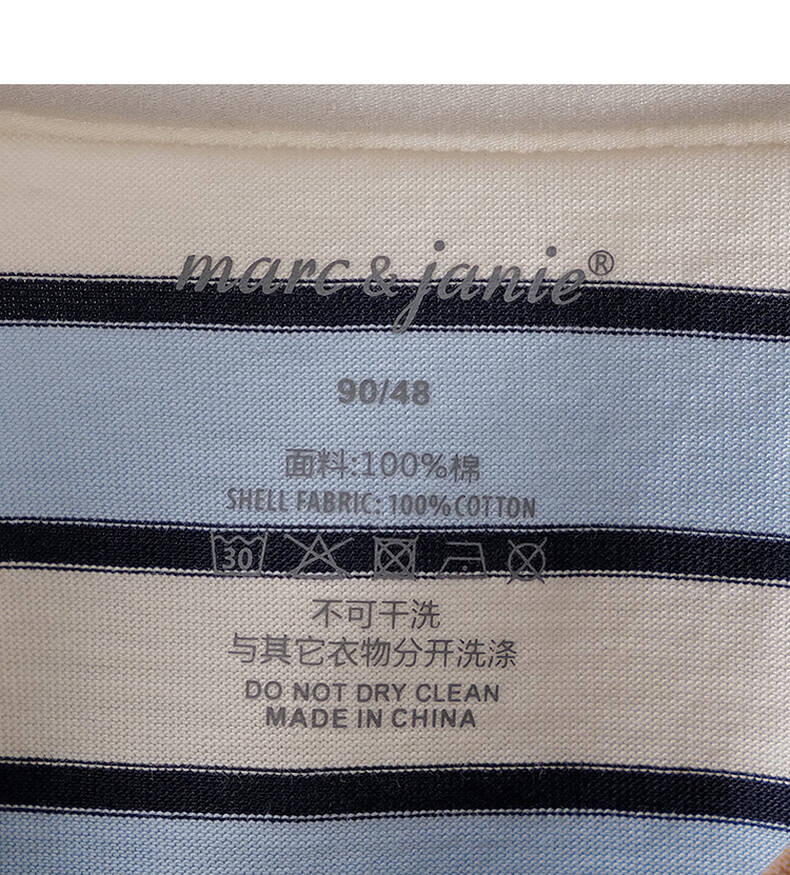 marc & janie®
90/48
面料:100%棉
SHELL FABRIC: 100%COTTON
30
不可干洗
与其它衣物分开洗涤
DO NOT DRY CLEAN
MADE IN CHINA